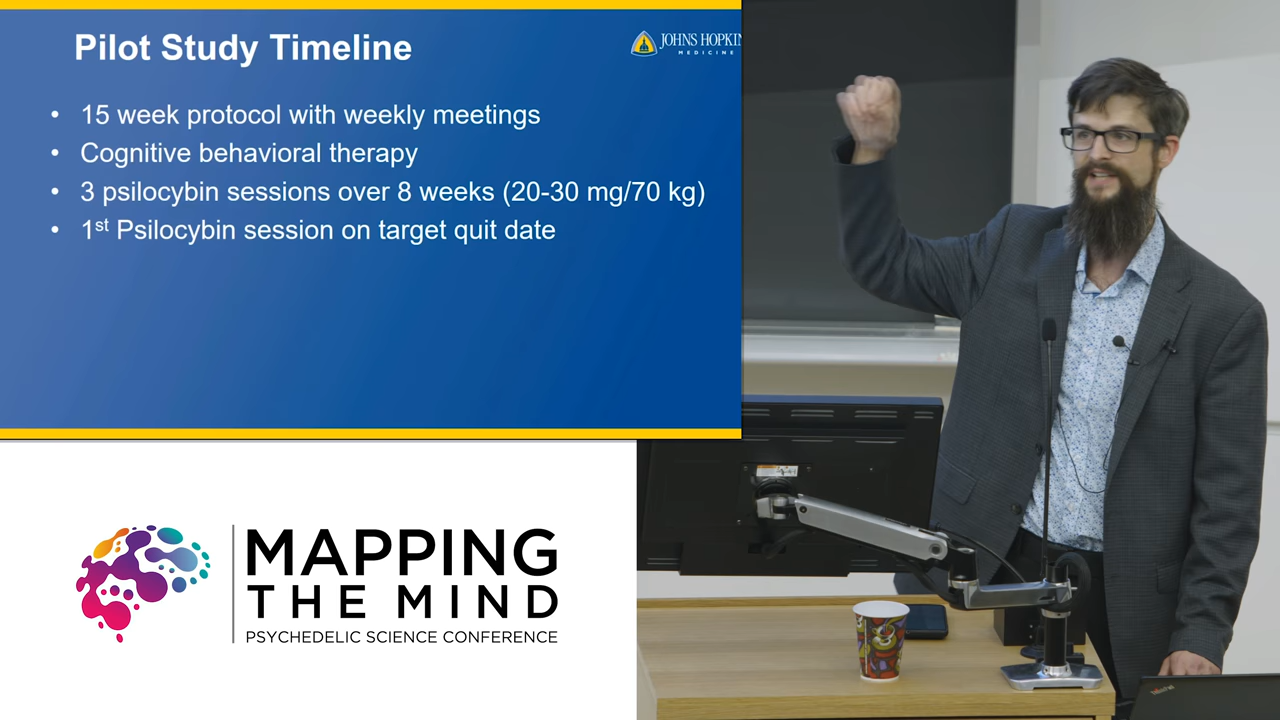 Pilot Study Timeline
JOHNS HOPKIN
MEDICINE
• 15 week protocol with weekly meetings
• Cognitive behavioral therapy
• 3 psilocybin sessions over 8 weeks (20-30 mg/70 kg)
• 1st Psilocybin session on target quit date
MAPPING
THE MIND
PSYCHEDELIC SCIENCE CONFERENCE
ThinkPad